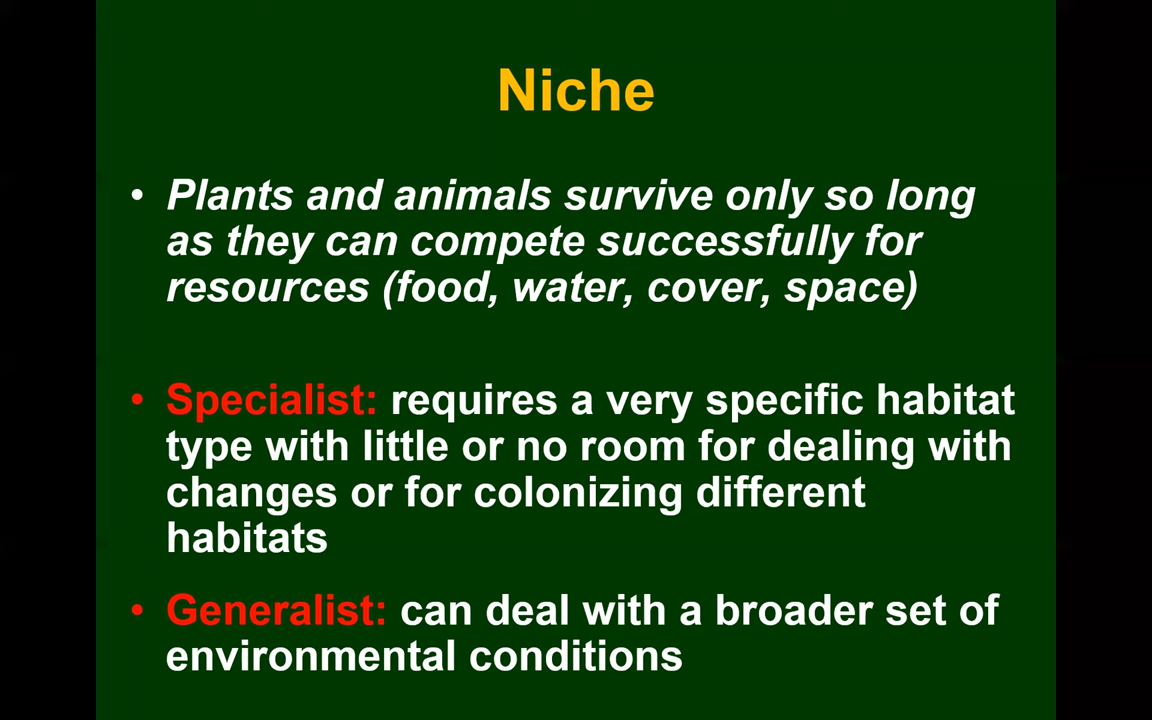 Niche
• Plants and animals survive only so long
as they can compete successfully for
resources (food, water, cover, space)
• Specialist: requires a very specific habitat
type with little or no room for dealing with
changes or for colonizing different
habitats
• Generalist: can deal with a broader set of
environmental conditions